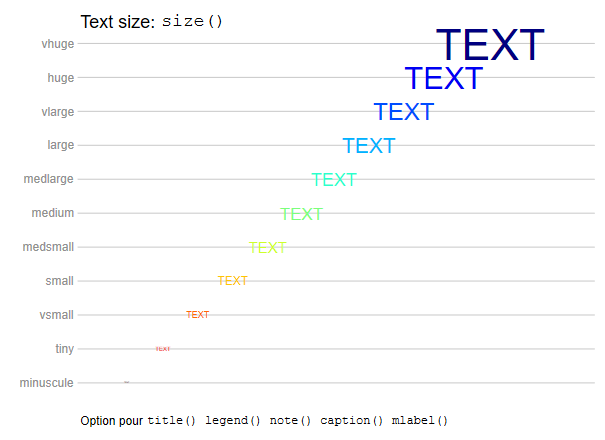 Text size: size()
vhuge TEXT
huge TEXT
vlarge TEXT
large TEXT
medlarge TEXT
medium TEXT
medsmall TEXT
small TEXT
vsmall TEXT
tiny TEXT
minuscule
Option pour title() legend() note() caption() mlabel()